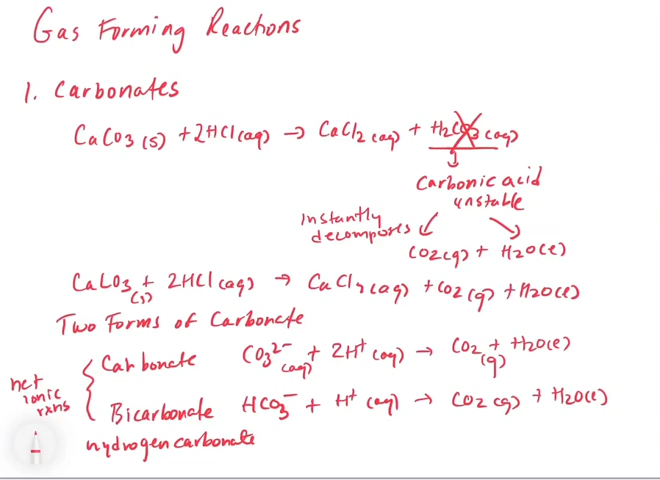 Gas Forming Reactions
1. Carbonates
CaCO3(s) + 2HCl(aq) → CaCl2(aq) + H2CO3(aq)
↓
Carbonic acid
unstable
Instantly
decomposes ↙ ↘
CO2(g) + H2O(l)
CaCO3(s) + 2HCl(aq) → CaCl2(aq) + CO2(g) + H2O(l)
Two Forms of Carbonate
net ionic rxns
Carbonate CO3²⁻(aq) + 2H⁺(aq) → CO2(g) + H2O(l)
Bicarbonate HCO3⁻ + H⁺(aq) → CO2(g) + H2O(l)
hydrogen carbonate